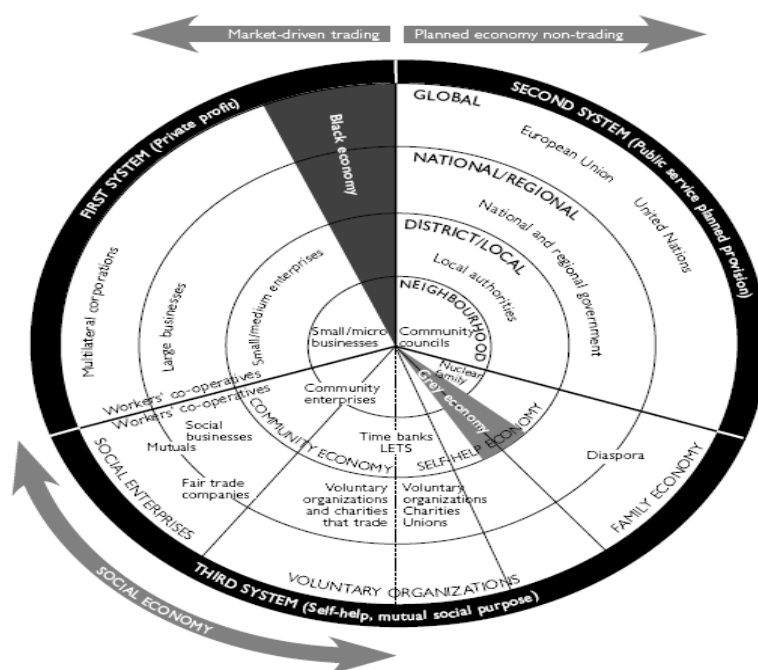 Market-driven trading
Planned economy non-trading
FIRST SYSTEM (Private profit)
SECOND SYSTEM (Public service planned provision)
Black economy
GLOBAL
European Union
United Nations
NATIONAL/REGIONAL
National and regional government
DISTRICT/LOCAL
Local authorities
NEIGHBOURHOOD
Community
councils
Nuclear
family
Grey economy
Multilateral corporations
Large businesses
Small/medium enterprises
Small/micro
businesses
Workers' co-operatives
Workers' co-operatives
Community
enterprises
Social
businesses
Mutuals
Fair trade
companies
COMMUNITY ECONOMY
Time banks
LETS
SELF-HELP ECONOMY
Diaspora
Voluntary
organizations
and charities
that trade
Voluntary
organizations
Charities
Unions
SOCIAL ENTERPRISES
VOLUNTARY ORGANIZATIONS
FAMILY ECONOMY
THIRD SYSTEM (Self-help, mutual social purpose)
SOCIAL ECONOMY